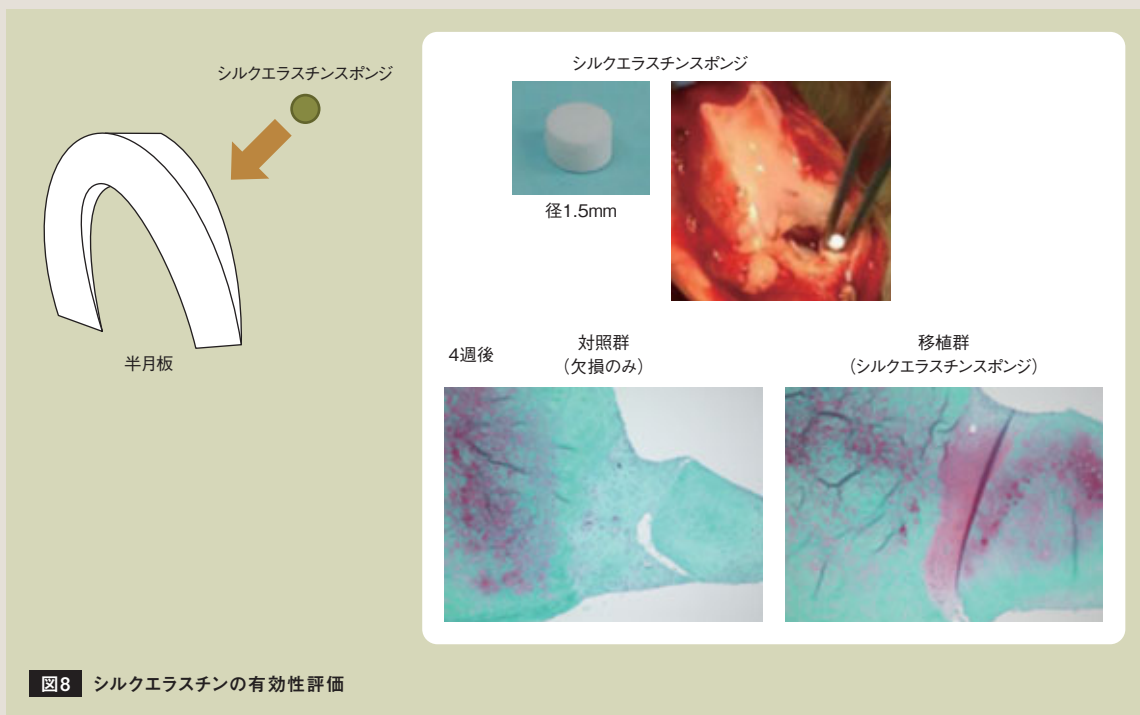 シルクエラスチンスポンジ
半月板
シルクエラスチンスポンジ
径1.5mm
4週後
対照群
（欠損のみ）
移植群
（シルクエラスチンスポンジ）
図8 シルクエラスチンの有効性評価